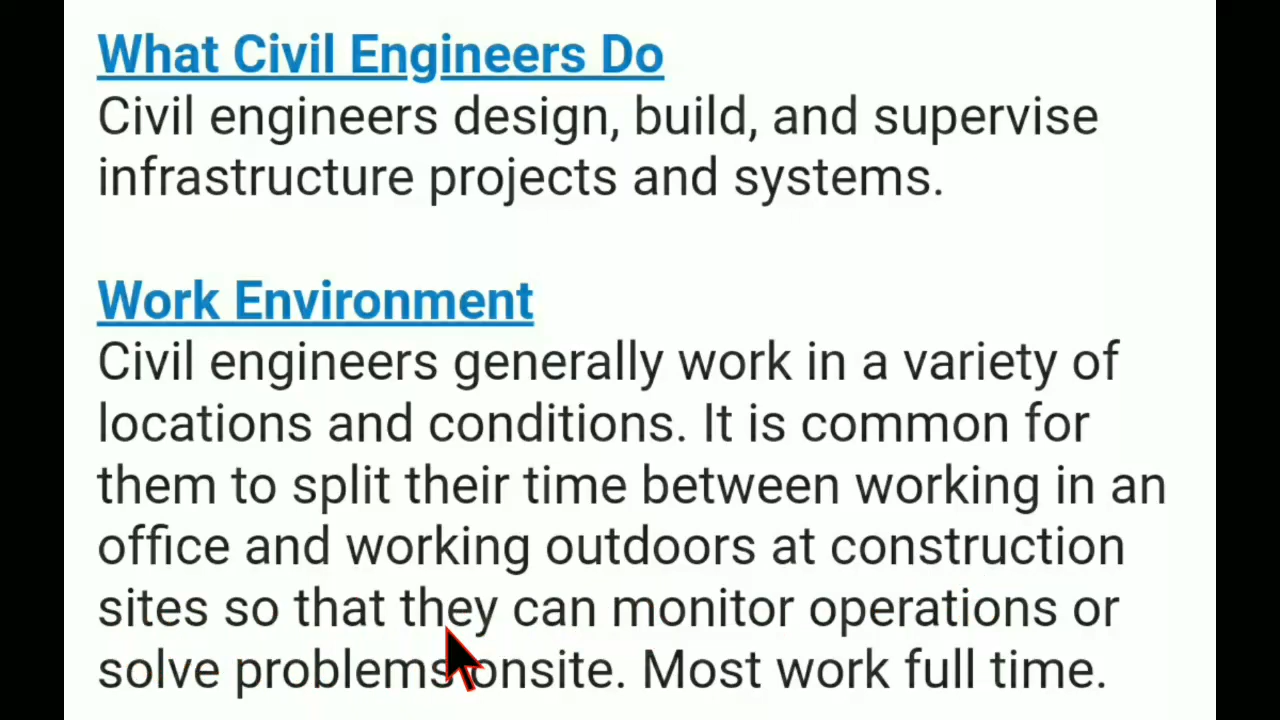 What Civil Engineers Do
Civil engineers design, build, and supervise
infrastructure projects and systems.
Work Environment
Civil engineers generally work in a variety of
locations and conditions. It is common for
them to split their time between working in an
office and working outdoors at construction
sites so that they can monitor operations or
solve problems onsite. Most work full time.